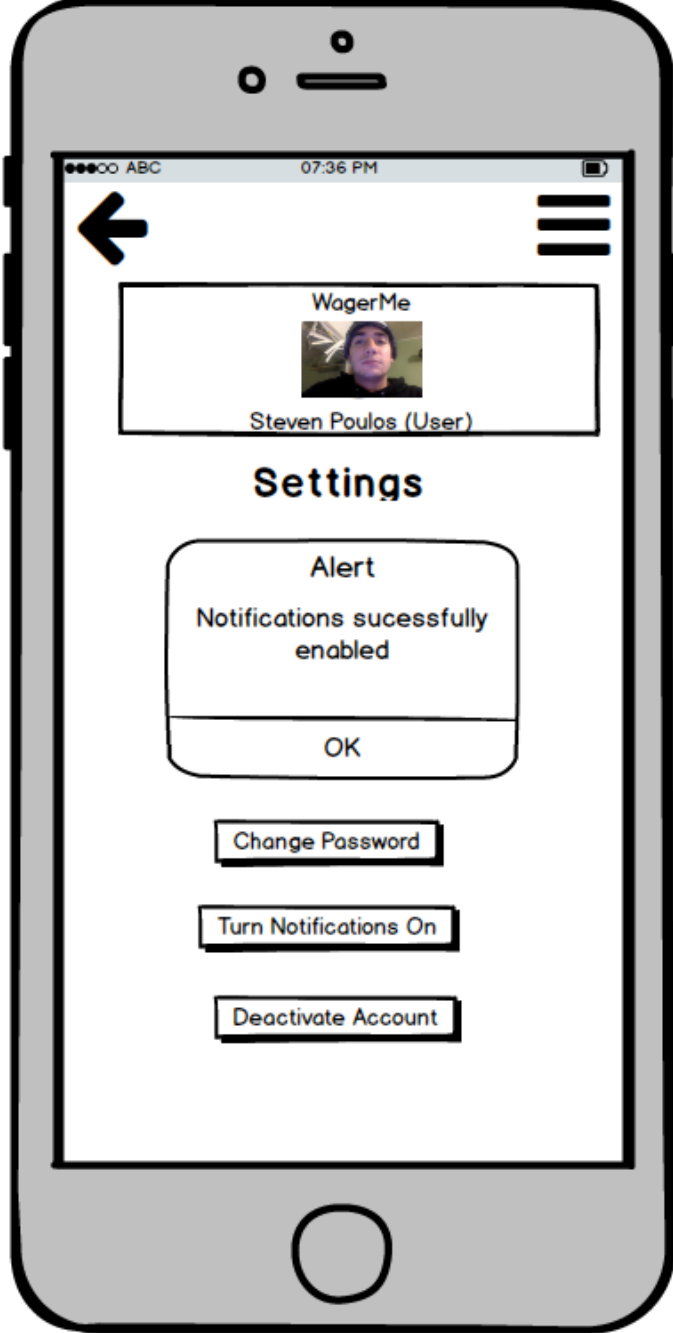 ABC 07:36 PM
WagerMe
Steven Poulos (User)
Settings
Alert
Notifications sucessfully
enabled
OK
Change Password
Turn Notifications On
Deactivate Account